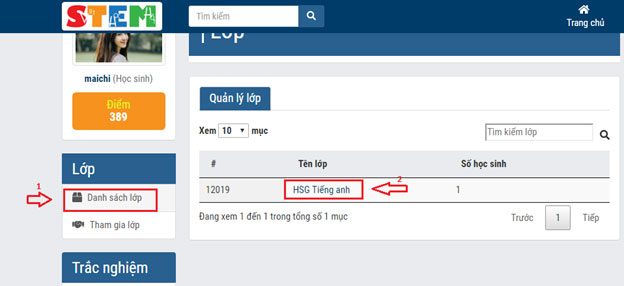 STEM
Tìm kiếm
Trang chủ
| Lớp
maichi (Học sinh)
Điểm
389
Lớp
1
Danh sách lớp
Tham gia lớp
Trắc nghiệm
Quản lý lớp
Xem 10 mục
Tìm kiếm lớp
# Tên lớp Số học sinh
12019 HSG Tiếng anh 1
2
Đang xem 1 đến 1 trong tổng số 1 mục
Trước 1 Tiếp